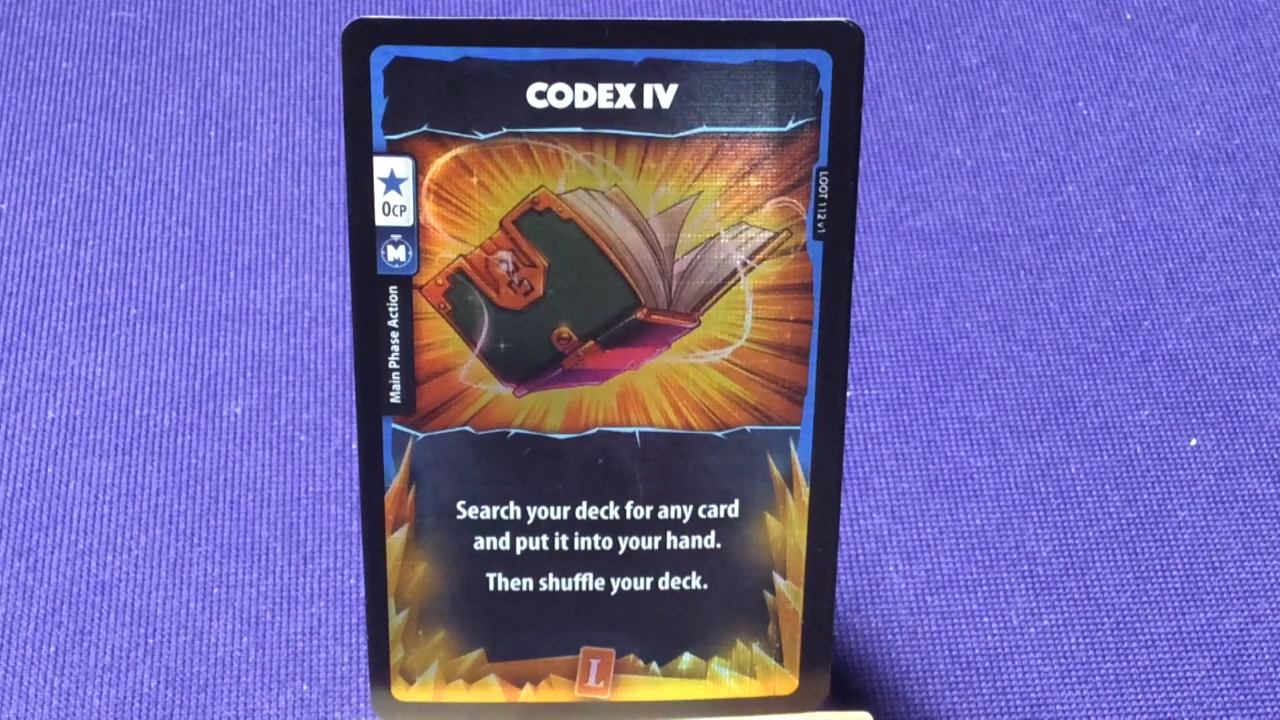 CODEX IV
0CP
M
Main Phase Action
LOOT 112 v1
Search your deck for any card
and put it into your hand.
Then shuffle your deck.
L